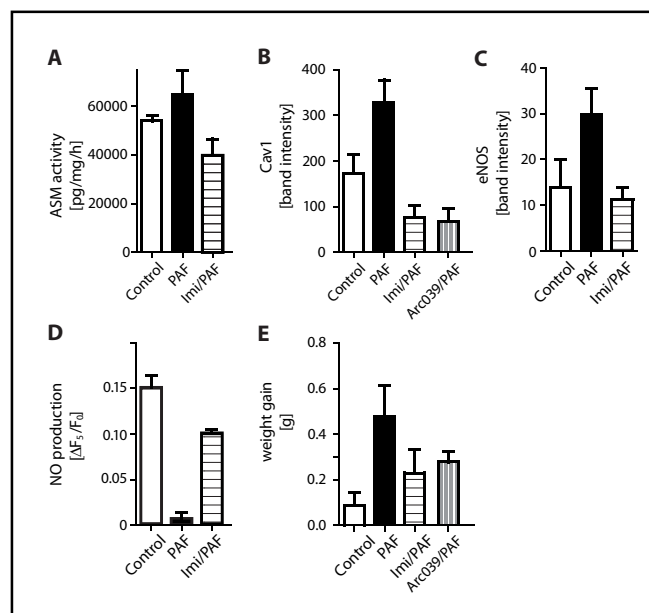 A
ASM activity
[pg/mg/h]
60000
40000
20000
0
Control
PAF
Imi/PAF
B
Cav1
[band intensity]
400
300
200
100
0
Control
PAF
Imi/PAF
Arc039/PAF
C
eNOS
[band intensity]
40
30
20
10
0
Control
PAF
Imi/PAF
D
NO production
[ΔF₅/F₀]
0.15
0.10
0.05
0
Control
PAF
Imi/PAF
E
weight gain
[g]
0.8
0.6
0.4
0.2
0.0
Control
PAF
Imi/PAF
Arc039/PAF